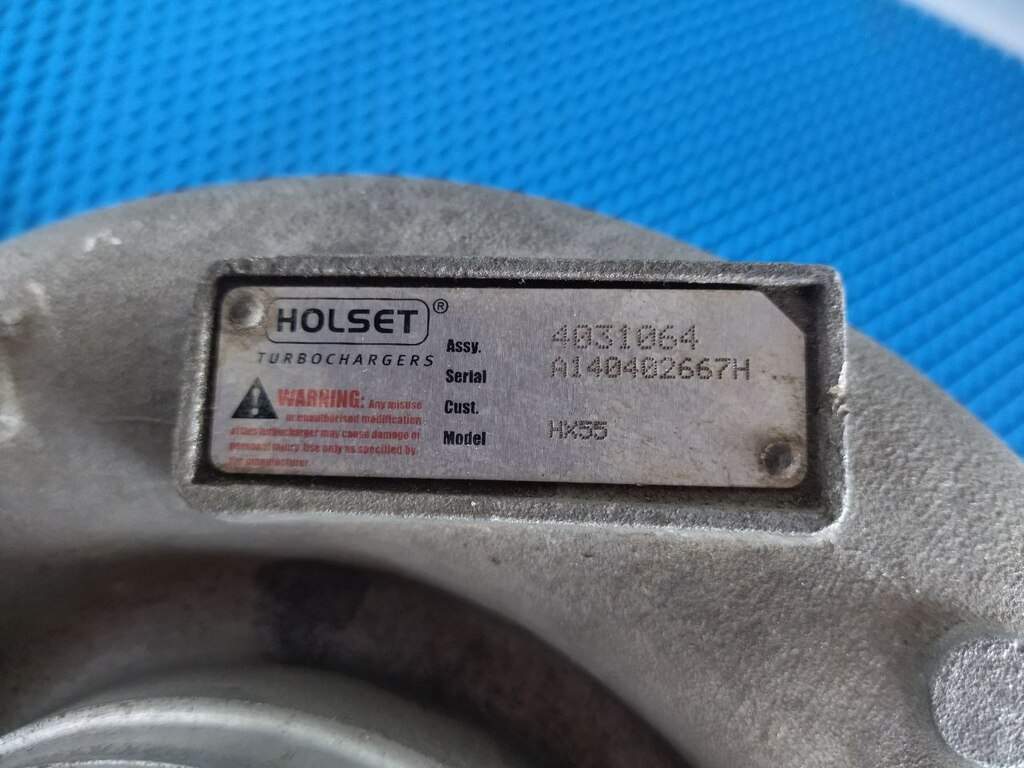 HOLSET®
TURBOCHARGERS
WARNING: Any misuse
or unauthorised modification
of this turbocharger may cause damage or
personal injury. Use only as specified by
the manufacturer.
Assy. 4031064
Serial A140402667H
Cust.
Model HX55